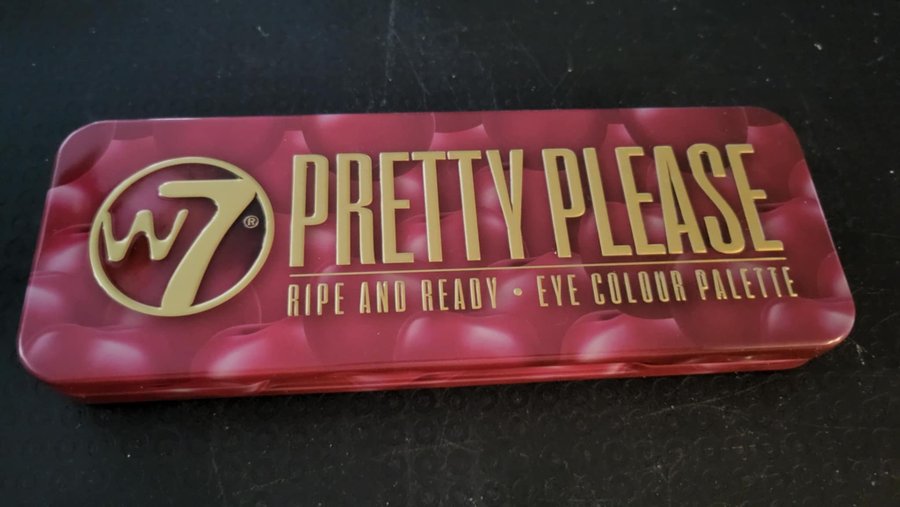 W7®
PRETTY PLEASE
RIPE AND READY • EYE COLOUR PALETTE